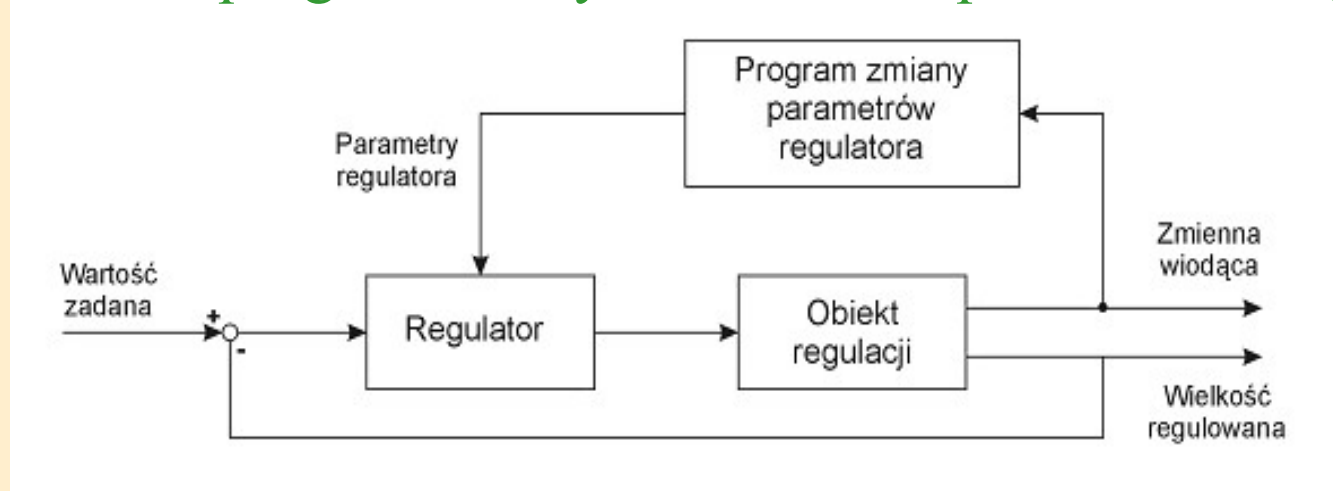 Program zmiany
parametrów
regulatora
Parametry
regulatora
Zmienna
wiodąca
Wartość
zadana
+
-
Regulator
Obiekt
regulacji
Wielkość
regulowana